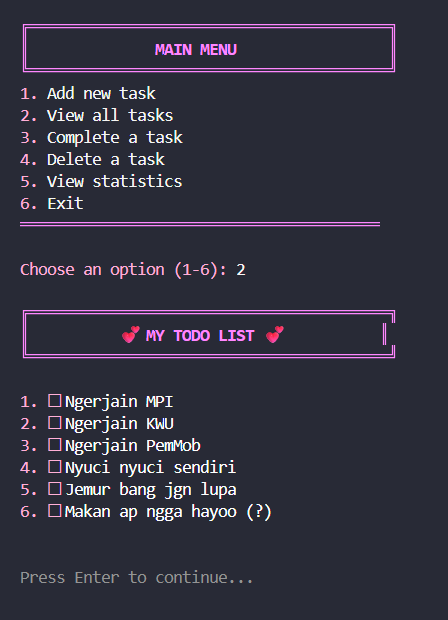 MAIN MENU
1. Add new task
2. View all tasks
3. Complete a task
4. Delete a task
5. View statistics
6. Exit
Choose an option (1-6): 2
💕 MY TODO LIST 💕
1. ☐ Ngerjain MPI
2. ☐ Ngerjain KWU
3. ☐ Ngerjain PemMob
4. ☐ Nyuci nyuci sendiri
5. ☐ Jemur bang jgn lupa
6. ☐ Makan ap ngga hayoo (?)
Press Enter to continue...